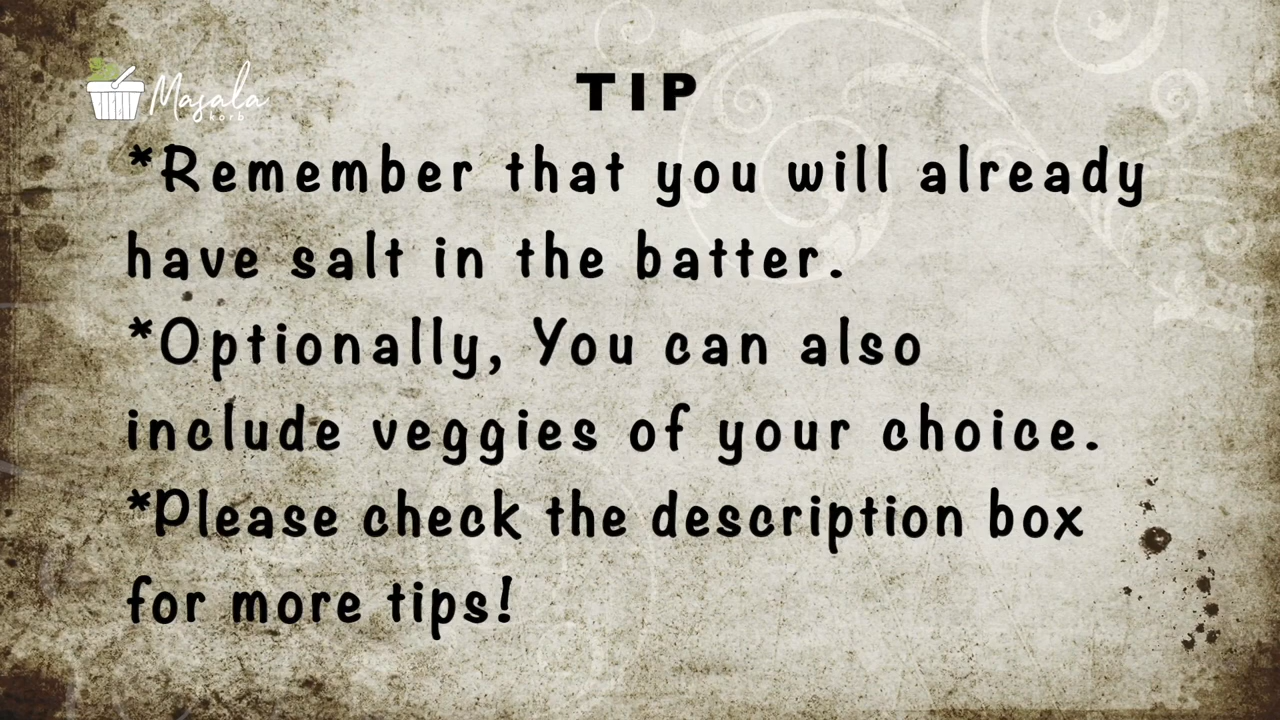 Masala
korb
TIP
*Remember that you will already
have salt in the batter.
*Optionally, You can also
include veggies of your choice.
*Please check the description box
for more tips!